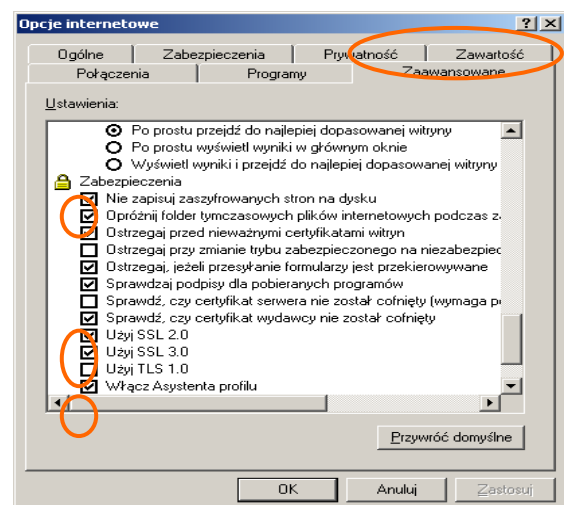 Opcje internetowe
Ogólne Zabezpieczenia Prywatność Zawartość
Połączenia Programy Zaawansowane
Ustawienia:
Po prostu przejdź do najlepiej dopasowanej witryny
Po prostu wyświetl wyniki w głównym oknie
Wyświetl wyniki i przejdź do najlepiej dopasowanej witryny
Zabezpieczenia
Nie zapisuj zaszyfrowanych stron na dysku
Opróżnij folder tymczasowych plików internetowych podczas z
Ostrzegaj przed nieważnymi certyfikatami witryn
Ostrzegaj przy zmianie trybu zabezpieczonego na niezabezpiec
Ostrzegaj, jeżeli przesyłanie formularzy jest przekierowywane
Sprawdzaj podpisy dla pobieranych programów
Sprawdź, czy certyfikat serwera nie został cofnięty (wymaga p
Sprawdź, czy certyfikat wydawcy nie został cofnięty
Użyj SSL 2.0
Użyj SSL 3.0
Użyj TLS 1.0
Włącz Asystenta profilu
Przywróć domyślne
OK Anuluj Zastosuj